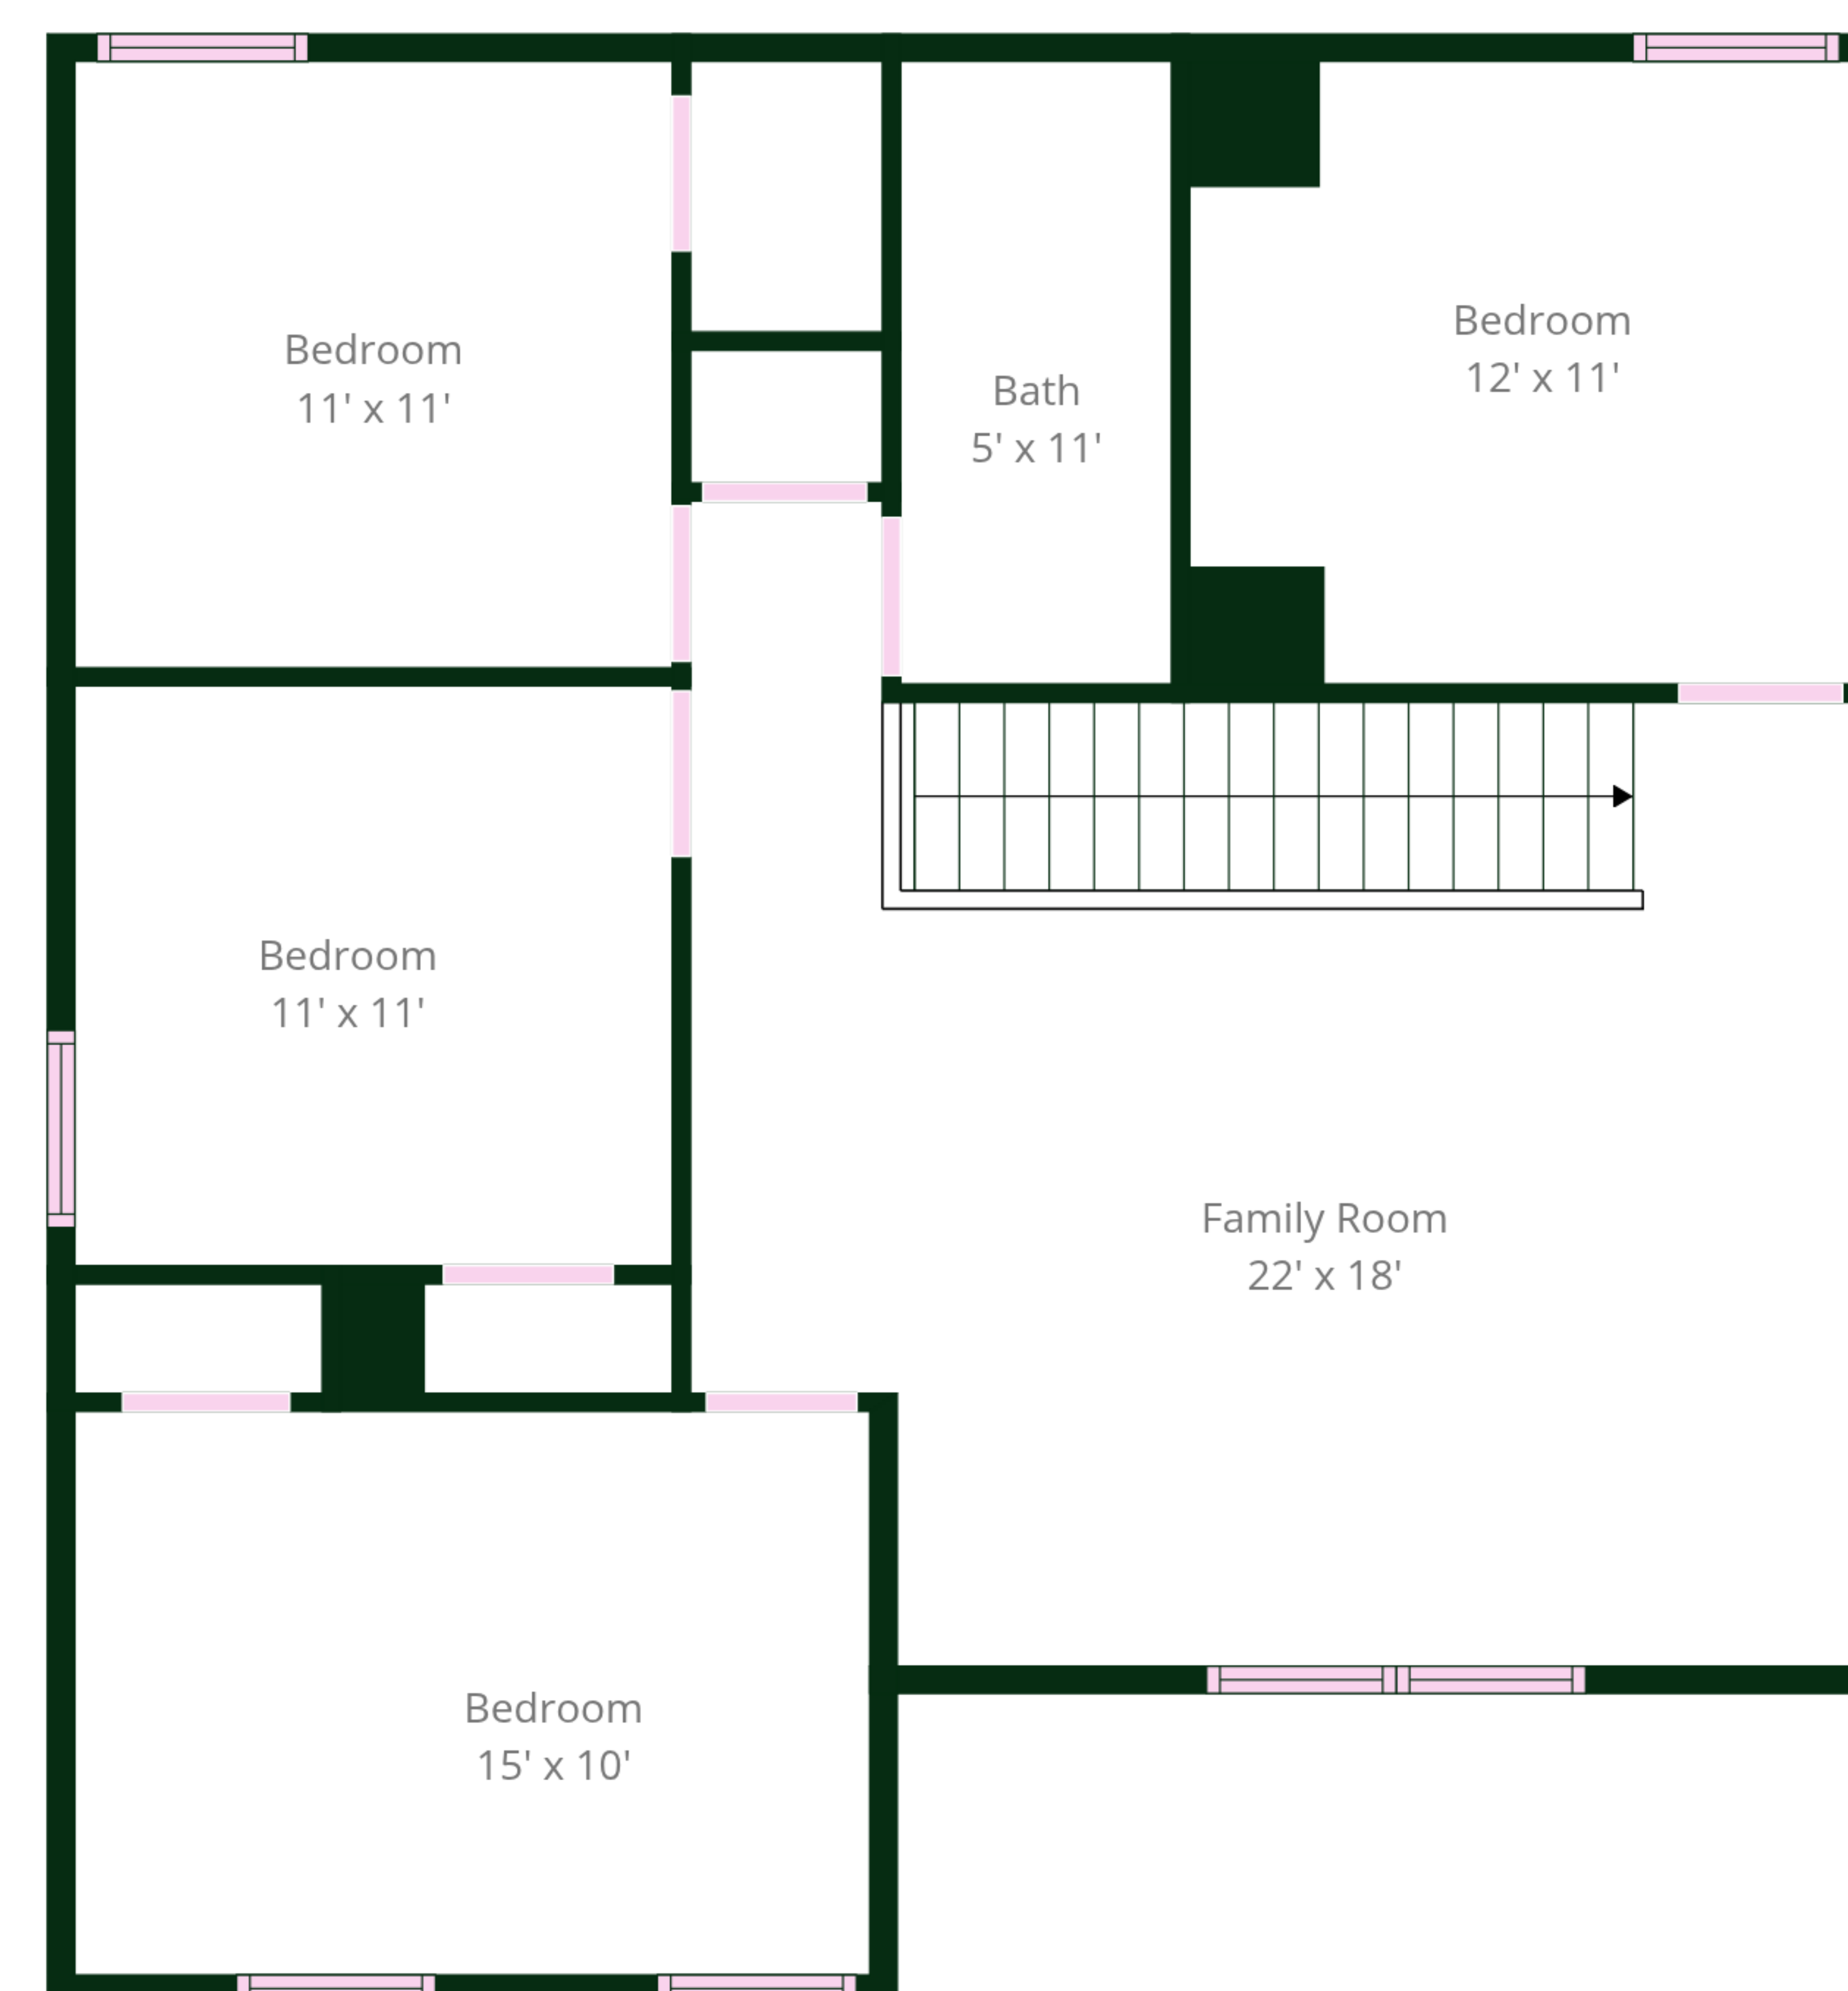 Bedroom
11' x 11'
Bath
5' x 11'
Bedroom
12' x 11'
Bedroom
11' x 11'
Family Room
22' x 18'
Bedroom
15' x 10'